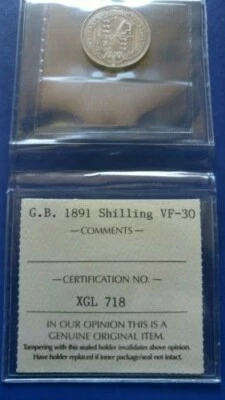 G.B. 1891 Shilling VF-30
—COMMENTS—
—CERTIFICATION NO.—
XGL 718
IN OUR OPINION THIS IS A
GENUINE ORIGINAL ITEM.
Tampering with this sealed holder invalidates above opinion.
Have holder replaced if inner package/seal not intact.